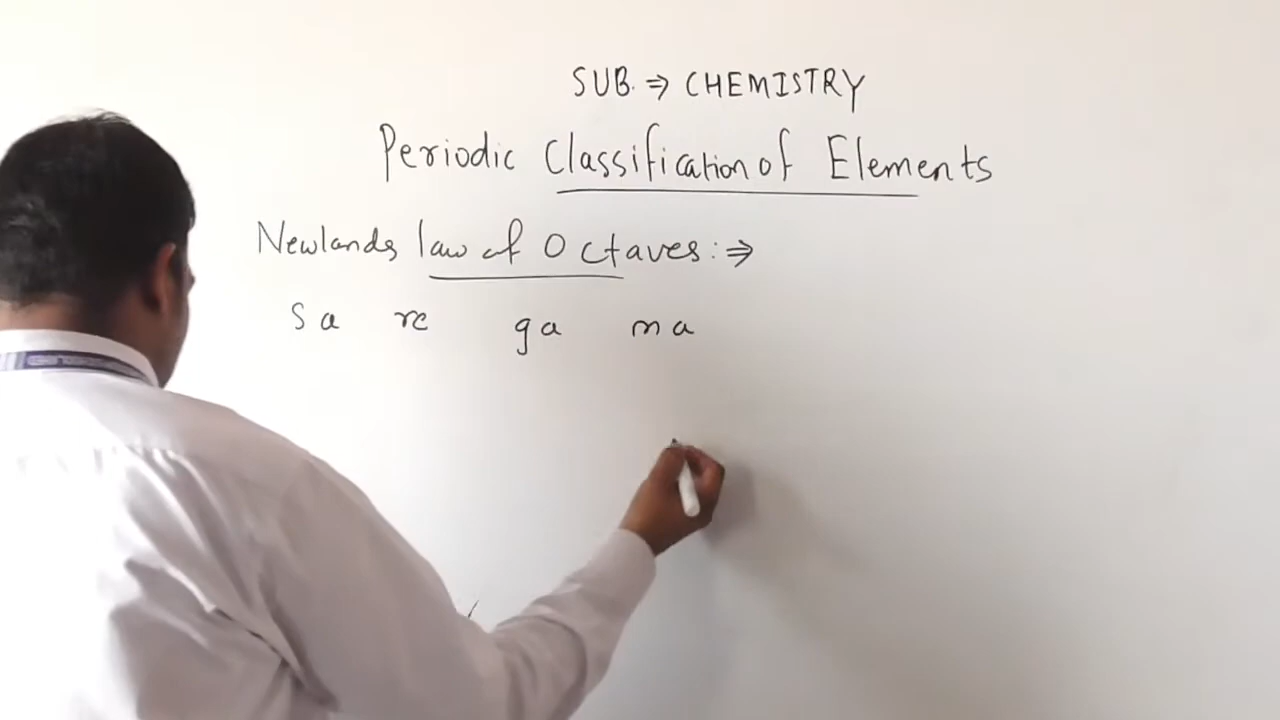 SUB. ⇒ CHEMISTRY
Periodic Classification of Elements
Newlands law of Octaves : ⇒
Sa re ga ma